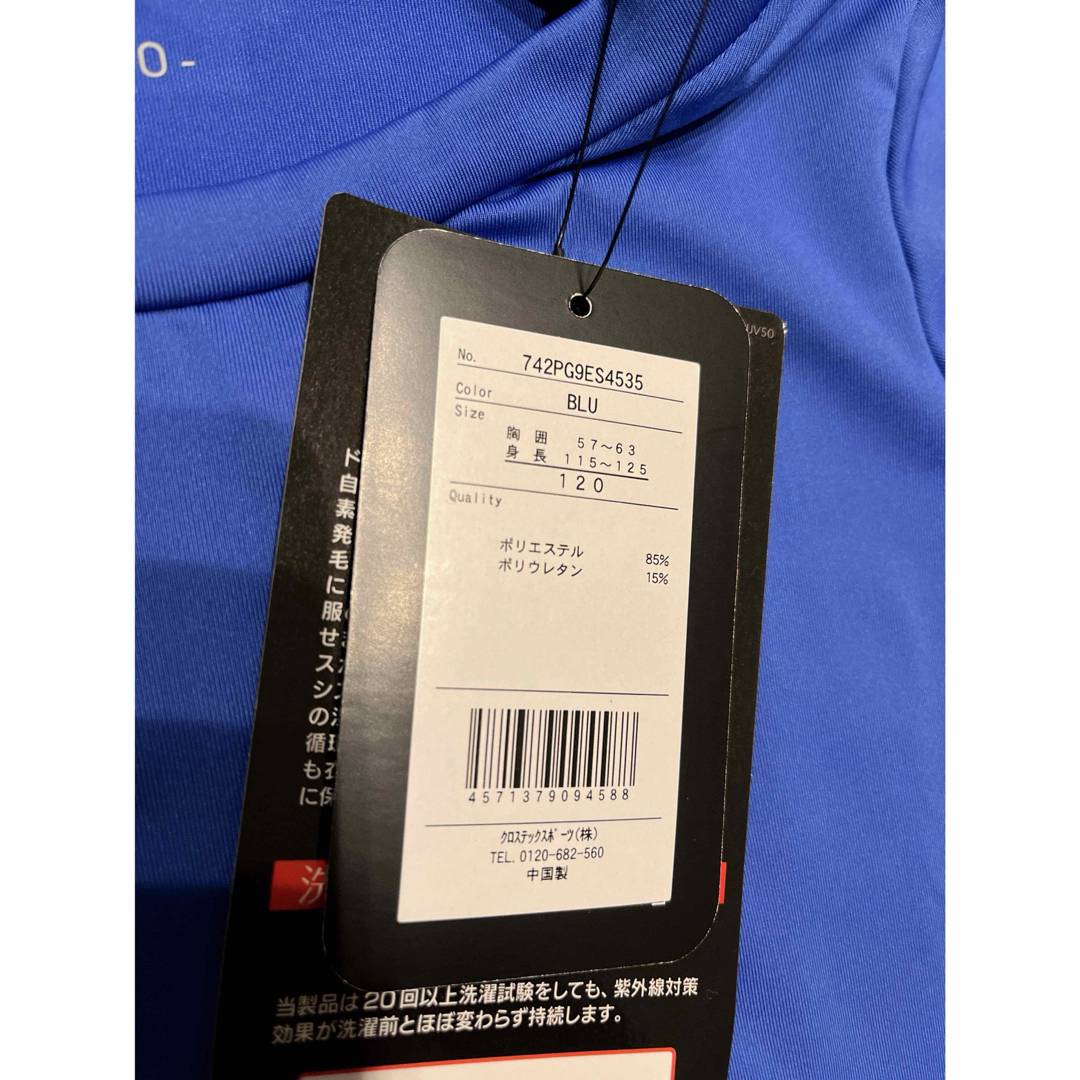 0-
UV50
No. 742PG9ES4535
Color BLU
Size
胸 囲 57～63
身 長 115～125
120
Quality
ポリエステル 85%
ポリウレタン 15%
4571379094588
ｸﾛｽﾃｯｸｽﾎﾟｰﾂ(株)
TEL. 0120-682-560
中国製
ド
自
素
発
毛
に
服
せ
ス
シ
の
循
も
に保
洗
当製品は20回以上洗濯試験をしても、紫外線対策
効果が洗濯前とほぼ変わらず持続します。